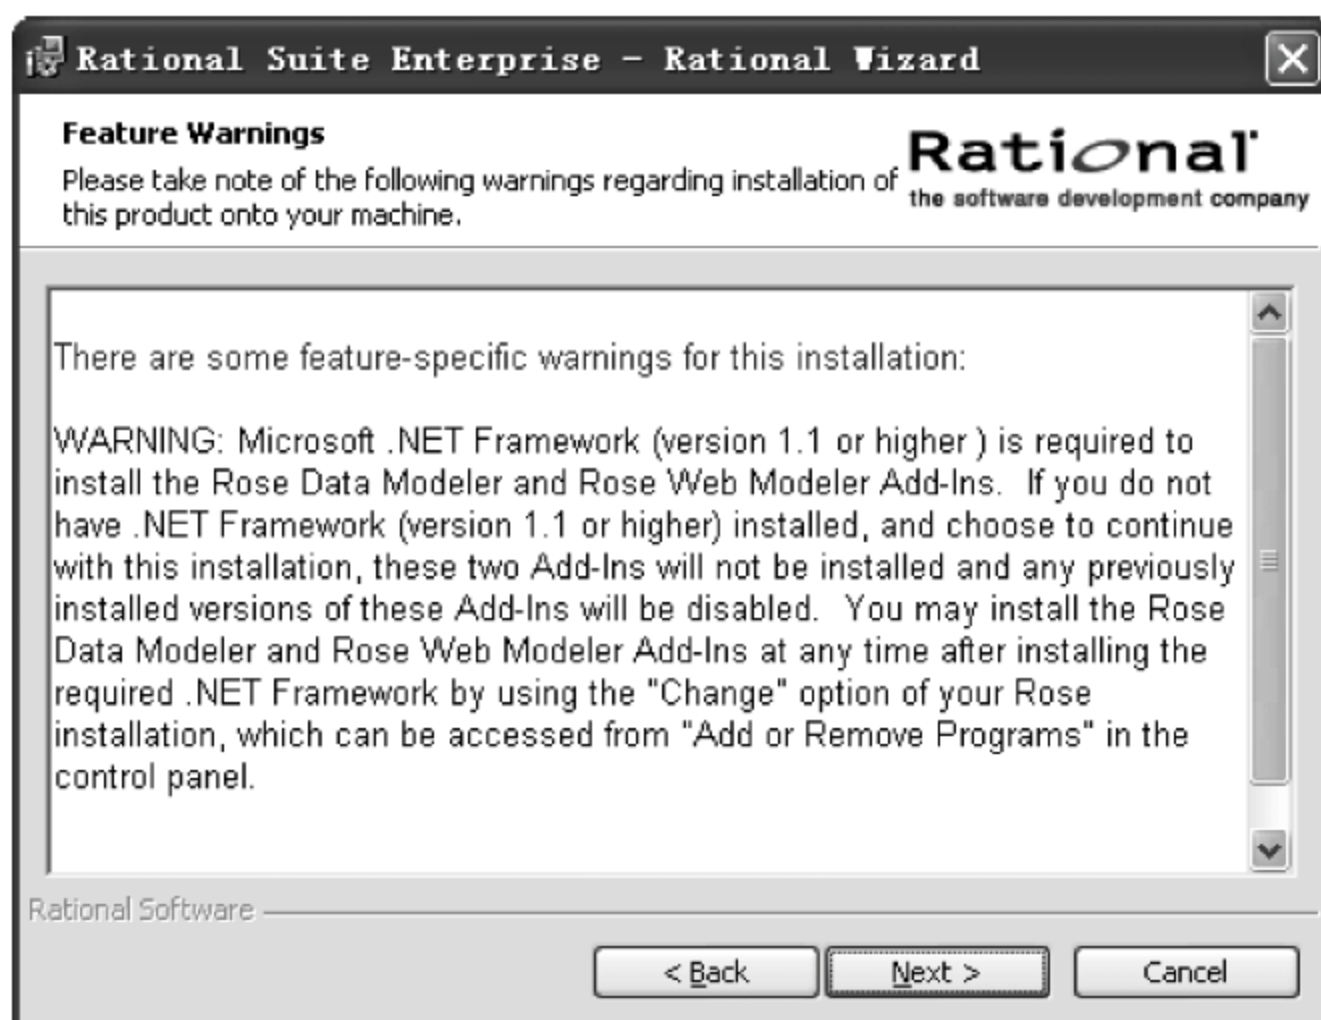 Rational Suite Enterprise - Rational Wizard
Feature Warnings
Please take note of the following warnings regarding installation of
this product onto your machine.
Rational
the software development company
There are some feature-specific warnings for this installation:
WARNING: Microsoft .NET Framework (version 1.1 or higher ) is required to
install the Rose Data Modeler and Rose Web Modeler Add-Ins.  If you do not
have .NET Framework (version 1.1 or higher) installed, and choose to continue
with this installation, these two Add-Ins will not be installed and any previously
installed versions of these Add-Ins will be disabled.  You may install the Rose
Data Modeler and Rose Web Modeler Add-Ins at any time after installing the
required .NET Framework by using the "Change" option of your Rose
installation, which can be accessed from "Add or Remove Programs" in the
control panel.
Rational Software
< Back
Next >
Cancel